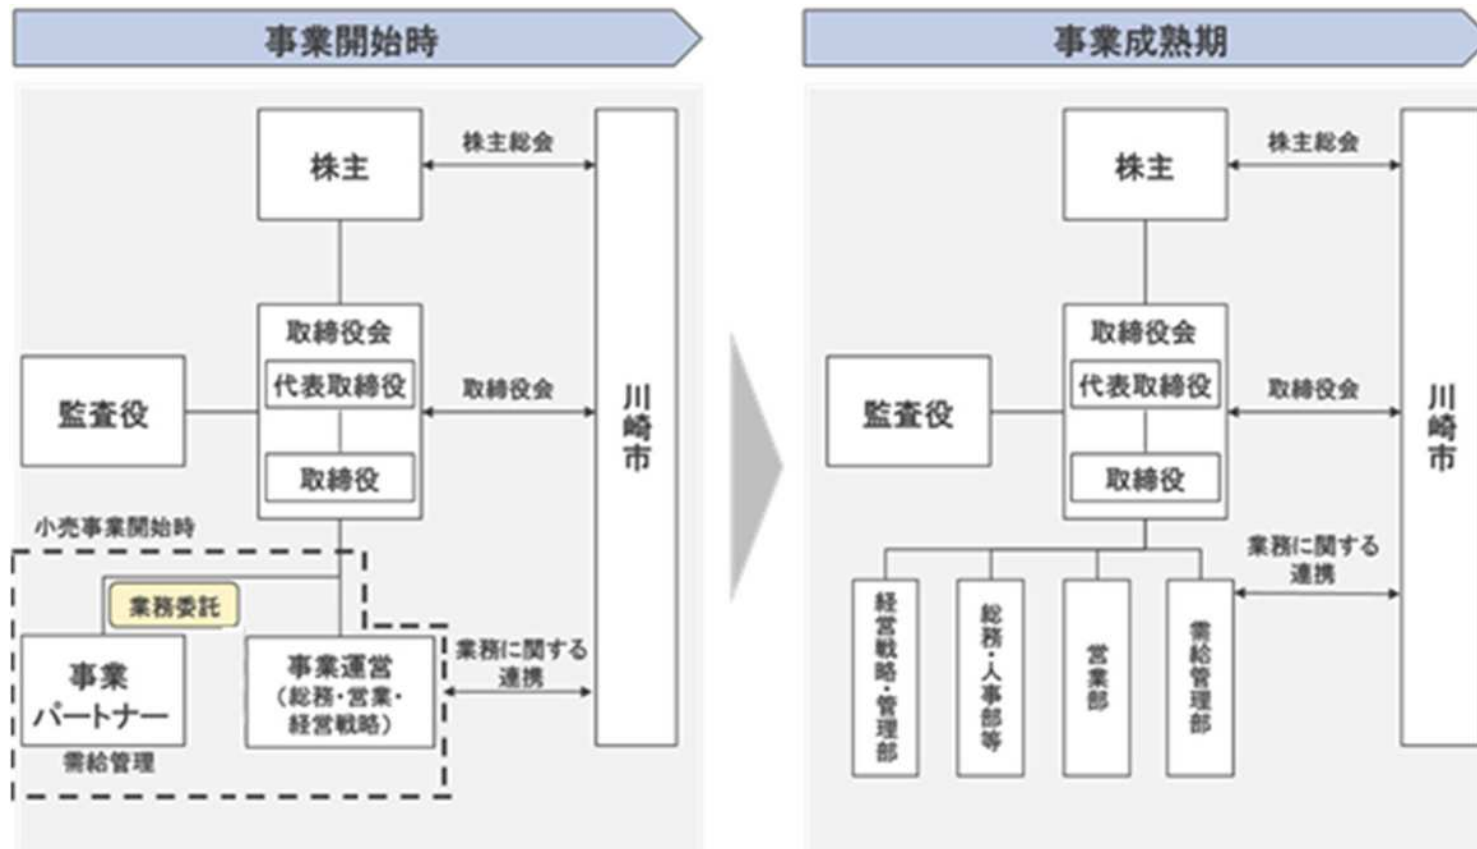 事業開始時
株主
株主総会
取締役会
代表取締役
取締役
監査役
取締役会
川崎市
小売事業開始時
業務委託
事業
パートナー
需給管理
事業運営
（総務・営業・
経営戦略）
業務に関する
連携
事業成熟期
株主
株主総会
取締役会
代表取締役
取締役
監査役
取締役会
川崎市
業務に関する
連携
経営戦略・管理部
総務・人事部等
営業部
需給管理部